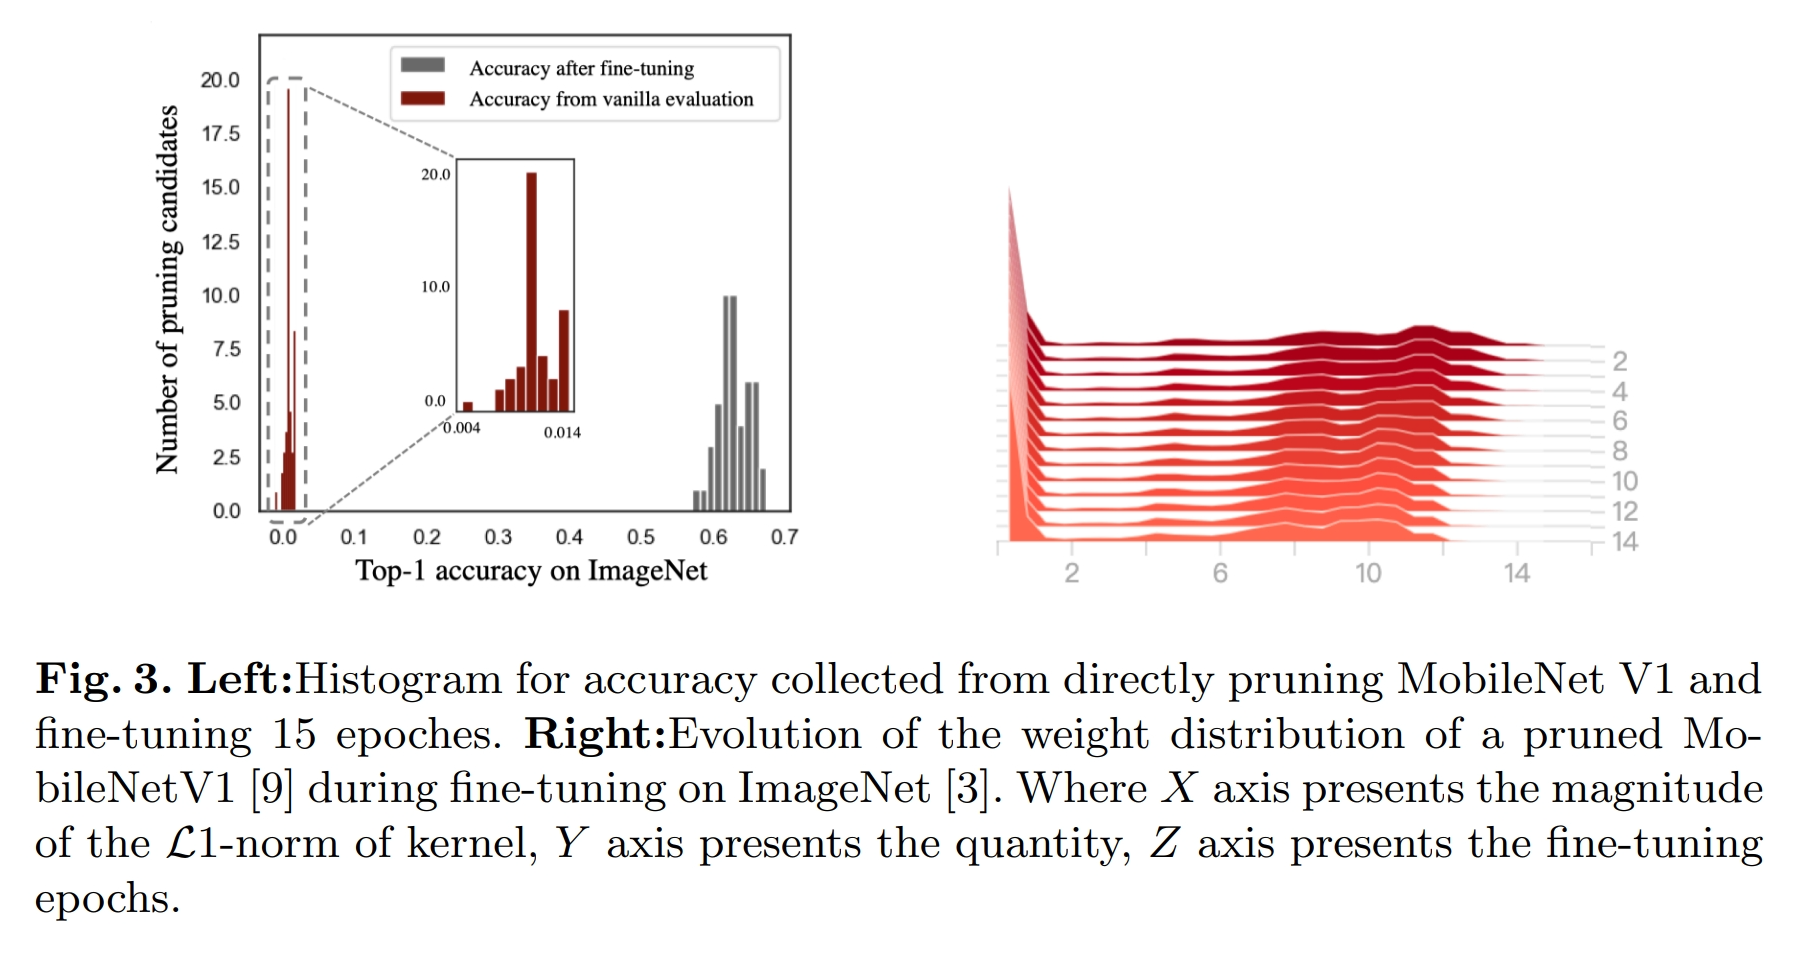 Accuracy after fine-tuning
Accuracy from vanilla evaluation
Number of pruning candidates
20.0
17.5
15.0
12.5
10.0
7.5
5.0
2.5
0.0
20.0
10.0
0.0
0.004
0.014
0.0 0.1 0.2 0.3 0.4 0.5 0.6 0.7
Top-1 accuracy on ImageNet
2
4
6
8
10
12
14
2 6 10 14
Fig. 3. Left:Histogram for accuracy collected from directly pruning MobileNet V1 and
fine-tuning 15 epoches. Right:Evolution of the weight distribution of a pruned Mo-
bileNetV1 [9] during fine-tuning on ImageNet [3]. Where X axis presents the magnitude
of the ℒ1-norm of kernel, Y axis presents the quantity, Z axis presents the fine-tuning
epochs.